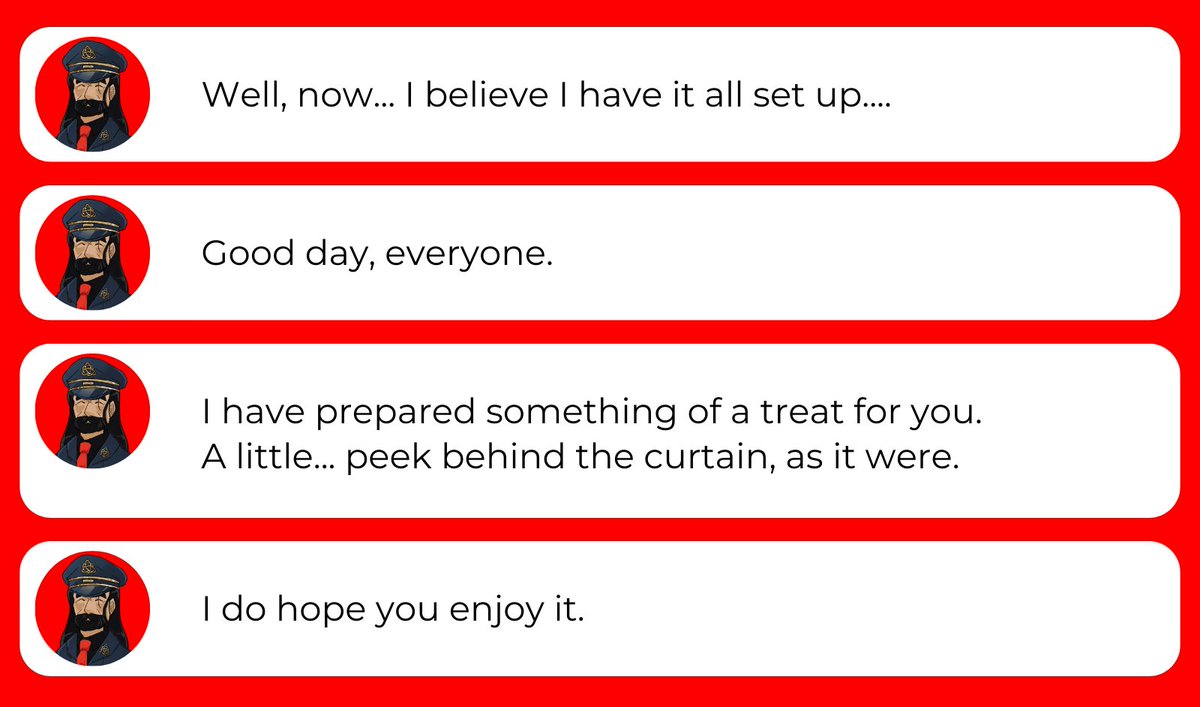 Well, now... I believe I have it all set up....
Good day, everyone.
I have prepared something of a treat for you.
A little... peek behind the curtain, as it were.
I do hope you enjoy it.